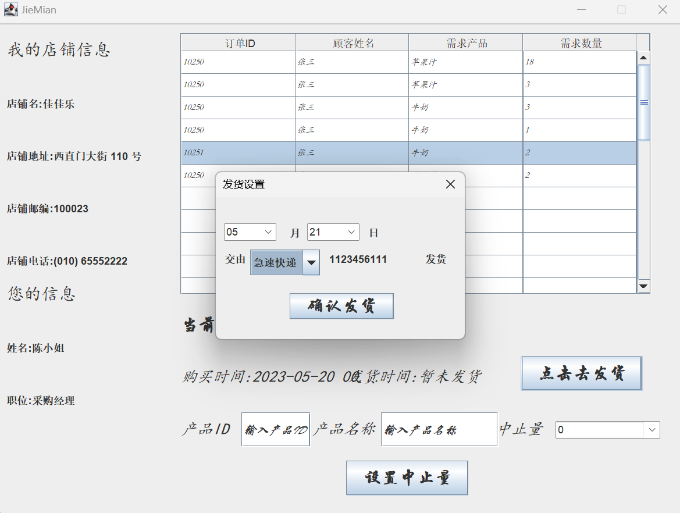 JieMian
我的店铺信息
店铺名:佳佳乐
店铺地址:西直门大街 110 号
店铺邮编:100023
店铺电话:(010) 65552222
您的信息
姓名:陈小姐
职位:采购经理
订单ID 顾客姓名 需求产品 需求数量
10250 张三 苹果汁 18
10250 张三 苹果汁 3
10250 张三 牛奶 3
10250 张三 牛奶 1
10251 张三 牛奶 2
10250 2
发货设置
05 月 21 日
交由 急速快递 1123456111 发货
确认发货
当前
购买时间:2023-05-20 00
发货时间:暂未发货
点击去发货
产品ID 输入产品ID 产品名称 输入产品名称 中止量 0
设置中止量